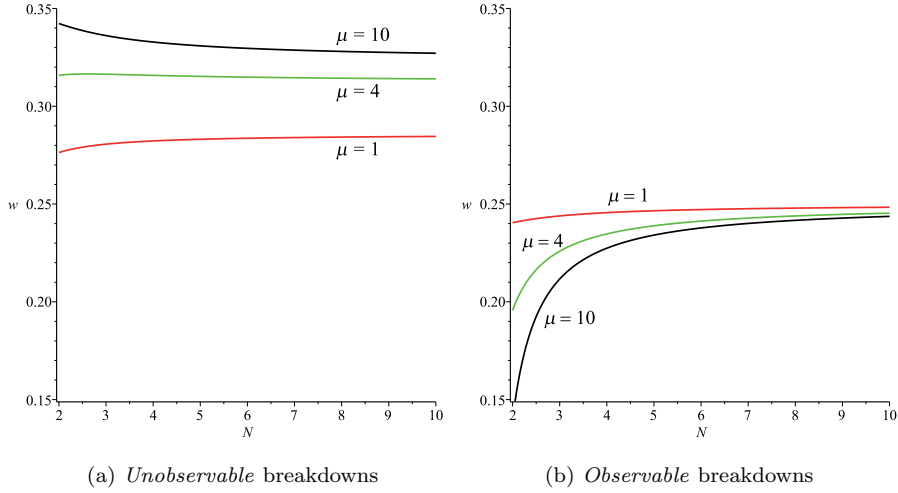 0.35
μ = 10
μ = 4
0.30
μ = 1
w 0.25
0.20
0.15
2 3 4 5 6 7 8 9 10
N
(a) Unobservable breakdowns
0.35
0.30
μ = 1
w 0.25
μ = 4
0.20
μ = 10
0.15
2 3 4 5 6 7 8 9 10
N
(b) Observable breakdowns